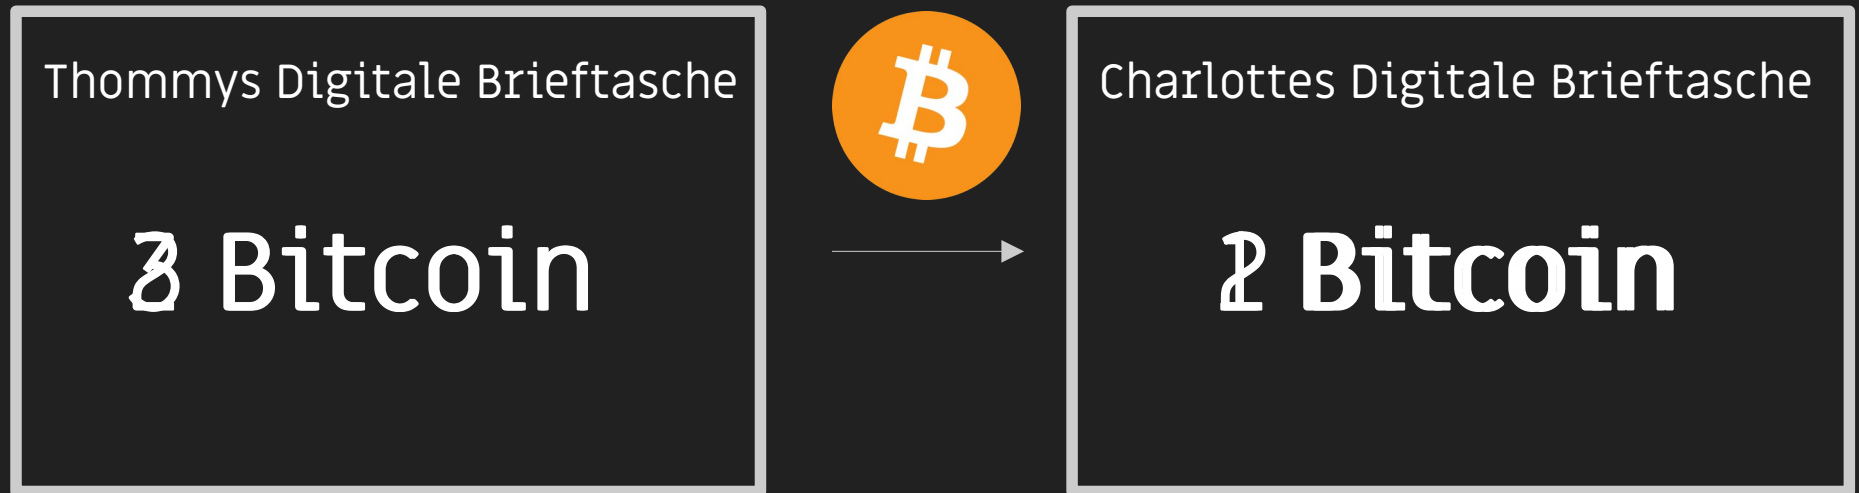 Thommys Digitale Brieftasche
Charlottes Digitale Brieftasche
Bitcoin
Bitcoin